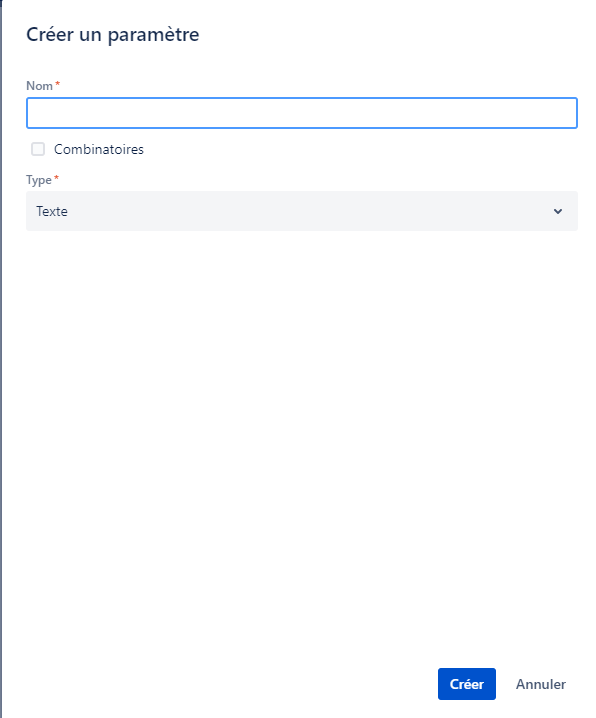 Créer un paramètre
Nom*
Combinatoires
Type*
Texte
Créer Annuler